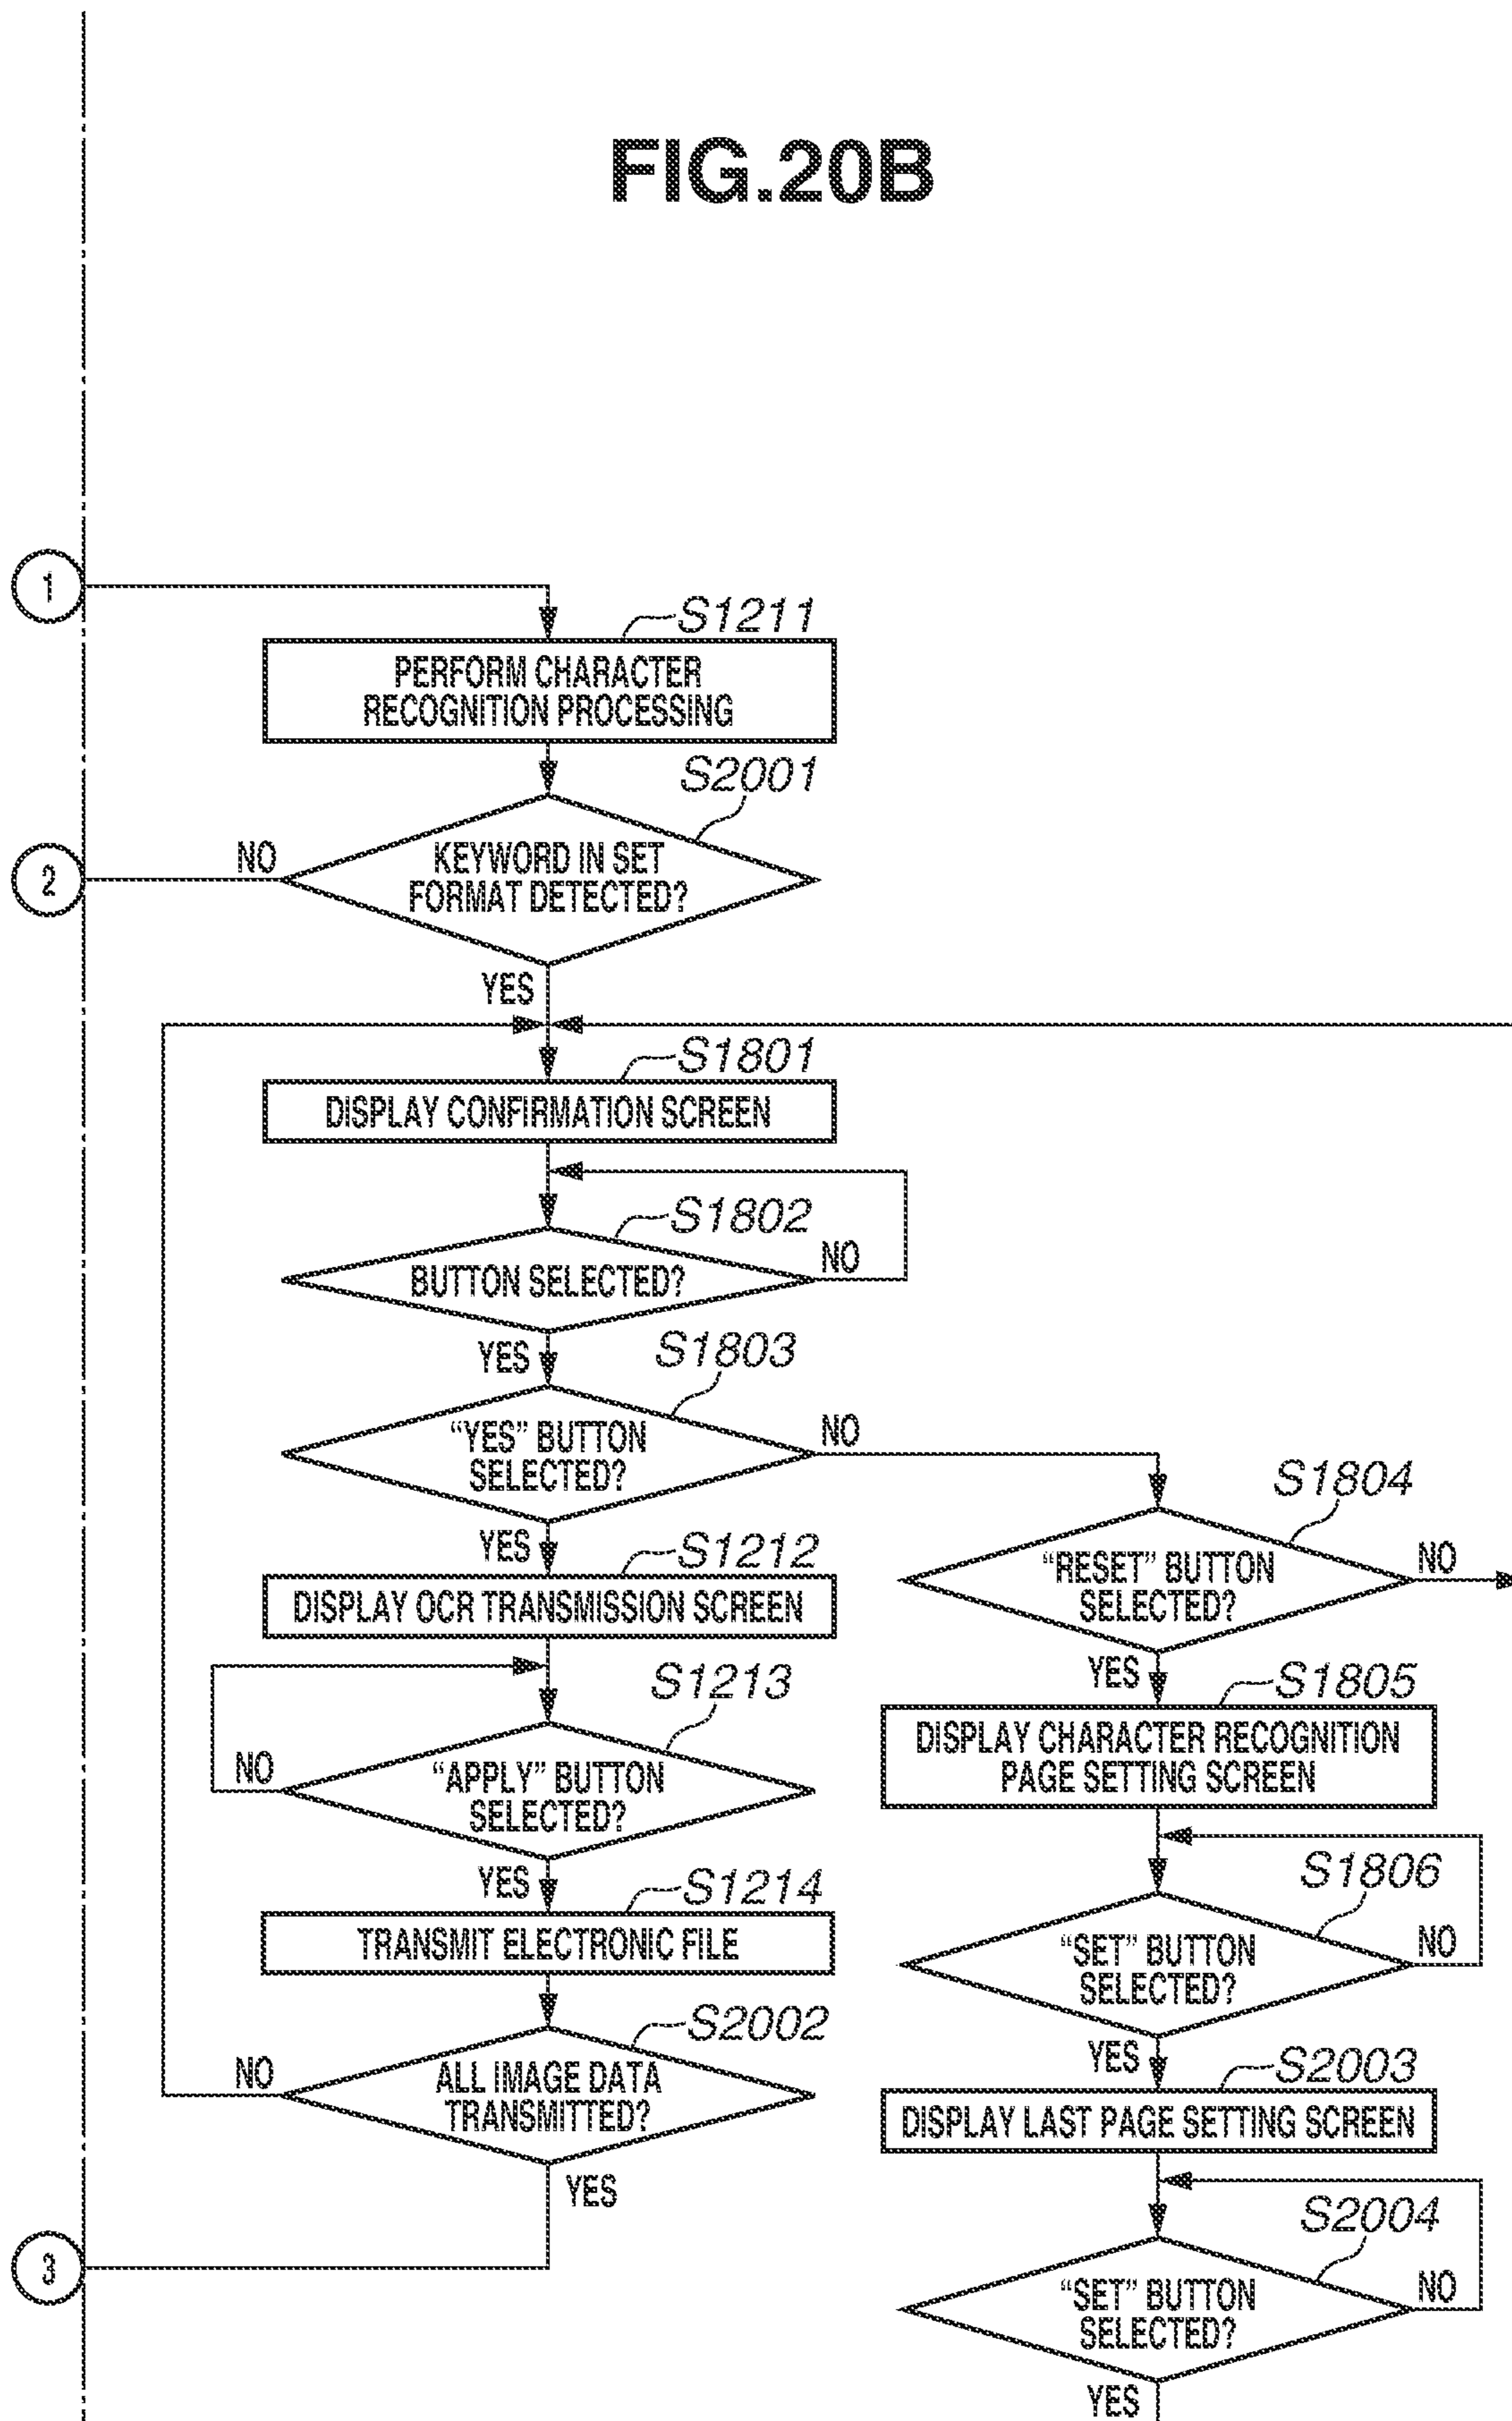 FIG.20B
1
S1211
PERFORM CHARACTER
RECOGNITION PROCESSING
S2001
2
NO
KEYWORD IN SET
FORMAT DETECTED?
YES
S1801
DISPLAY CONFIRMATION SCREEN
S1802
BUTTON SELECTED?
NO
YES
S1803
“YES” BUTTON
SELECTED?
NO
YES
S1212
DISPLAY OCR TRANSMISSION SCREEN
S1213
NO
“APPLY” BUTTON
SELECTED?
YES
S1214
TRANSMIT ELECTRONIC FILE
S2002
NO
ALL IMAGE DATA
TRANSMITTED?
YES
3
S1804
“RESET” BUTTON
SELECTED?
NO
YES
S1805
DISPLAY CHARACTER RECOGNITION
PAGE SETTING SCREEN
S1806
“SET” BUTTON
SELECTED?
NO
YES
S2003
DISPLAY LAST PAGE SETTING SCREEN
S2004
“SET” BUTTON
SELECTED?
NO
YES